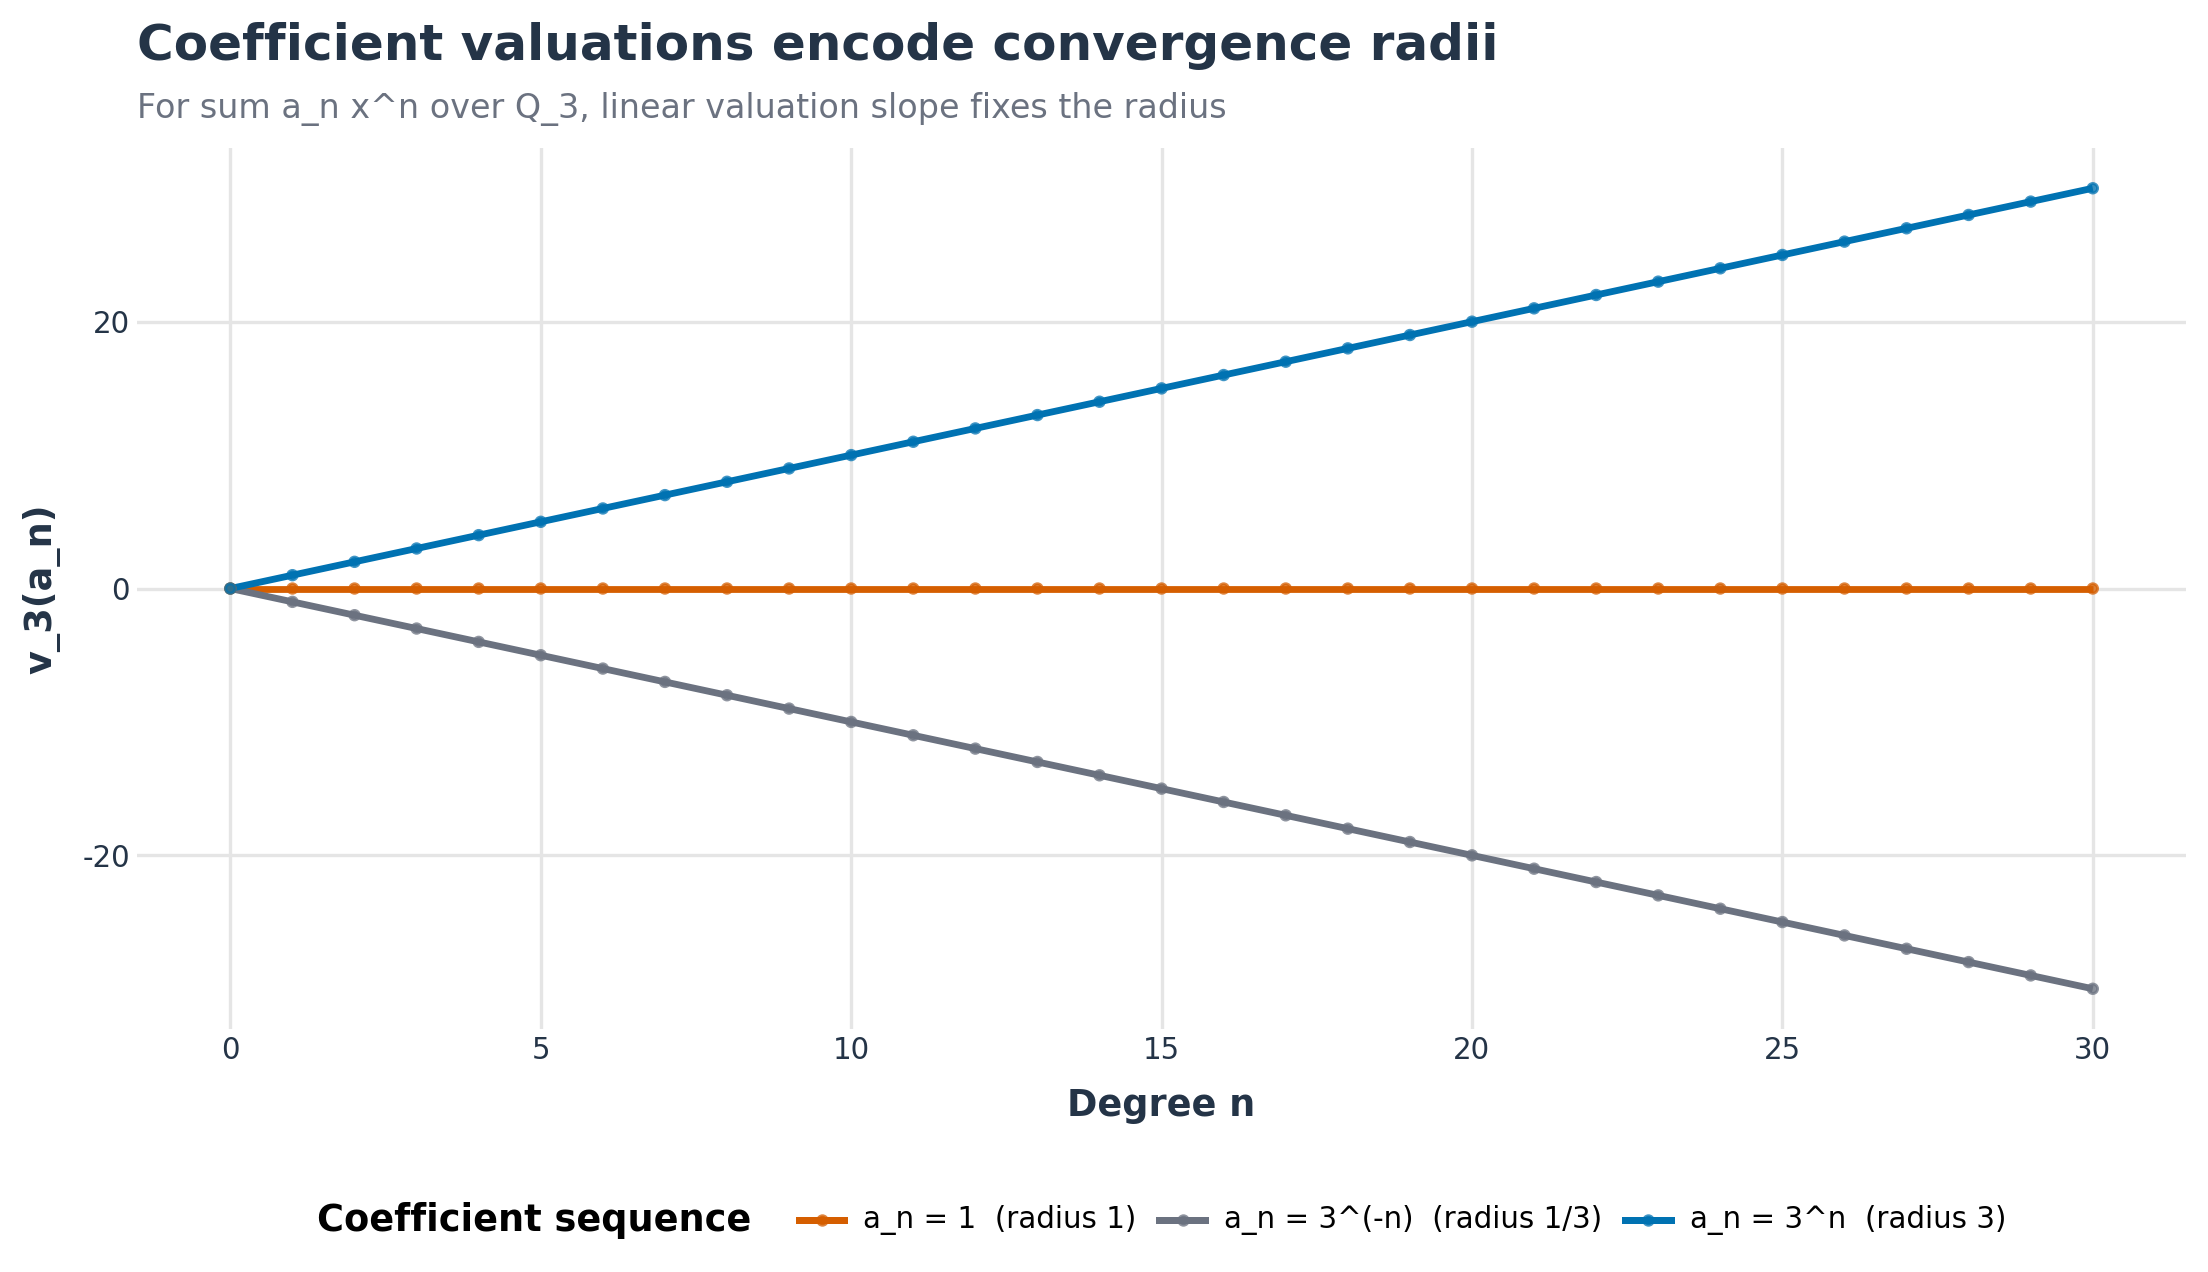 Coefficient valuations encode convergence radii
For sum a_n x^n over Q_3, linear valuation slope fixes the radius
v_3(a_n)
20
0
-20
0 5 10 15 20 25 30
Degree n
Coefficient sequence a_n = 1 (radius 1) a_n = 3^(-n) (radius 1/3) a_n = 3^n (radius 3)